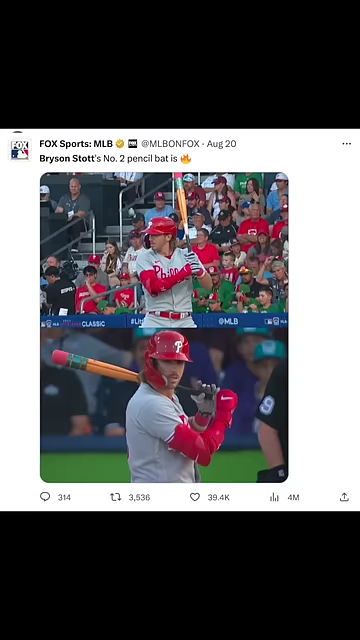 FOX Sports: MLB @MLBONFOX · Aug 20
Bryson Stott's No. 2 pencil bat is 🔥
Phillies
CLASSIC
@MLB
P
9
314 3,536 39.4K 4M